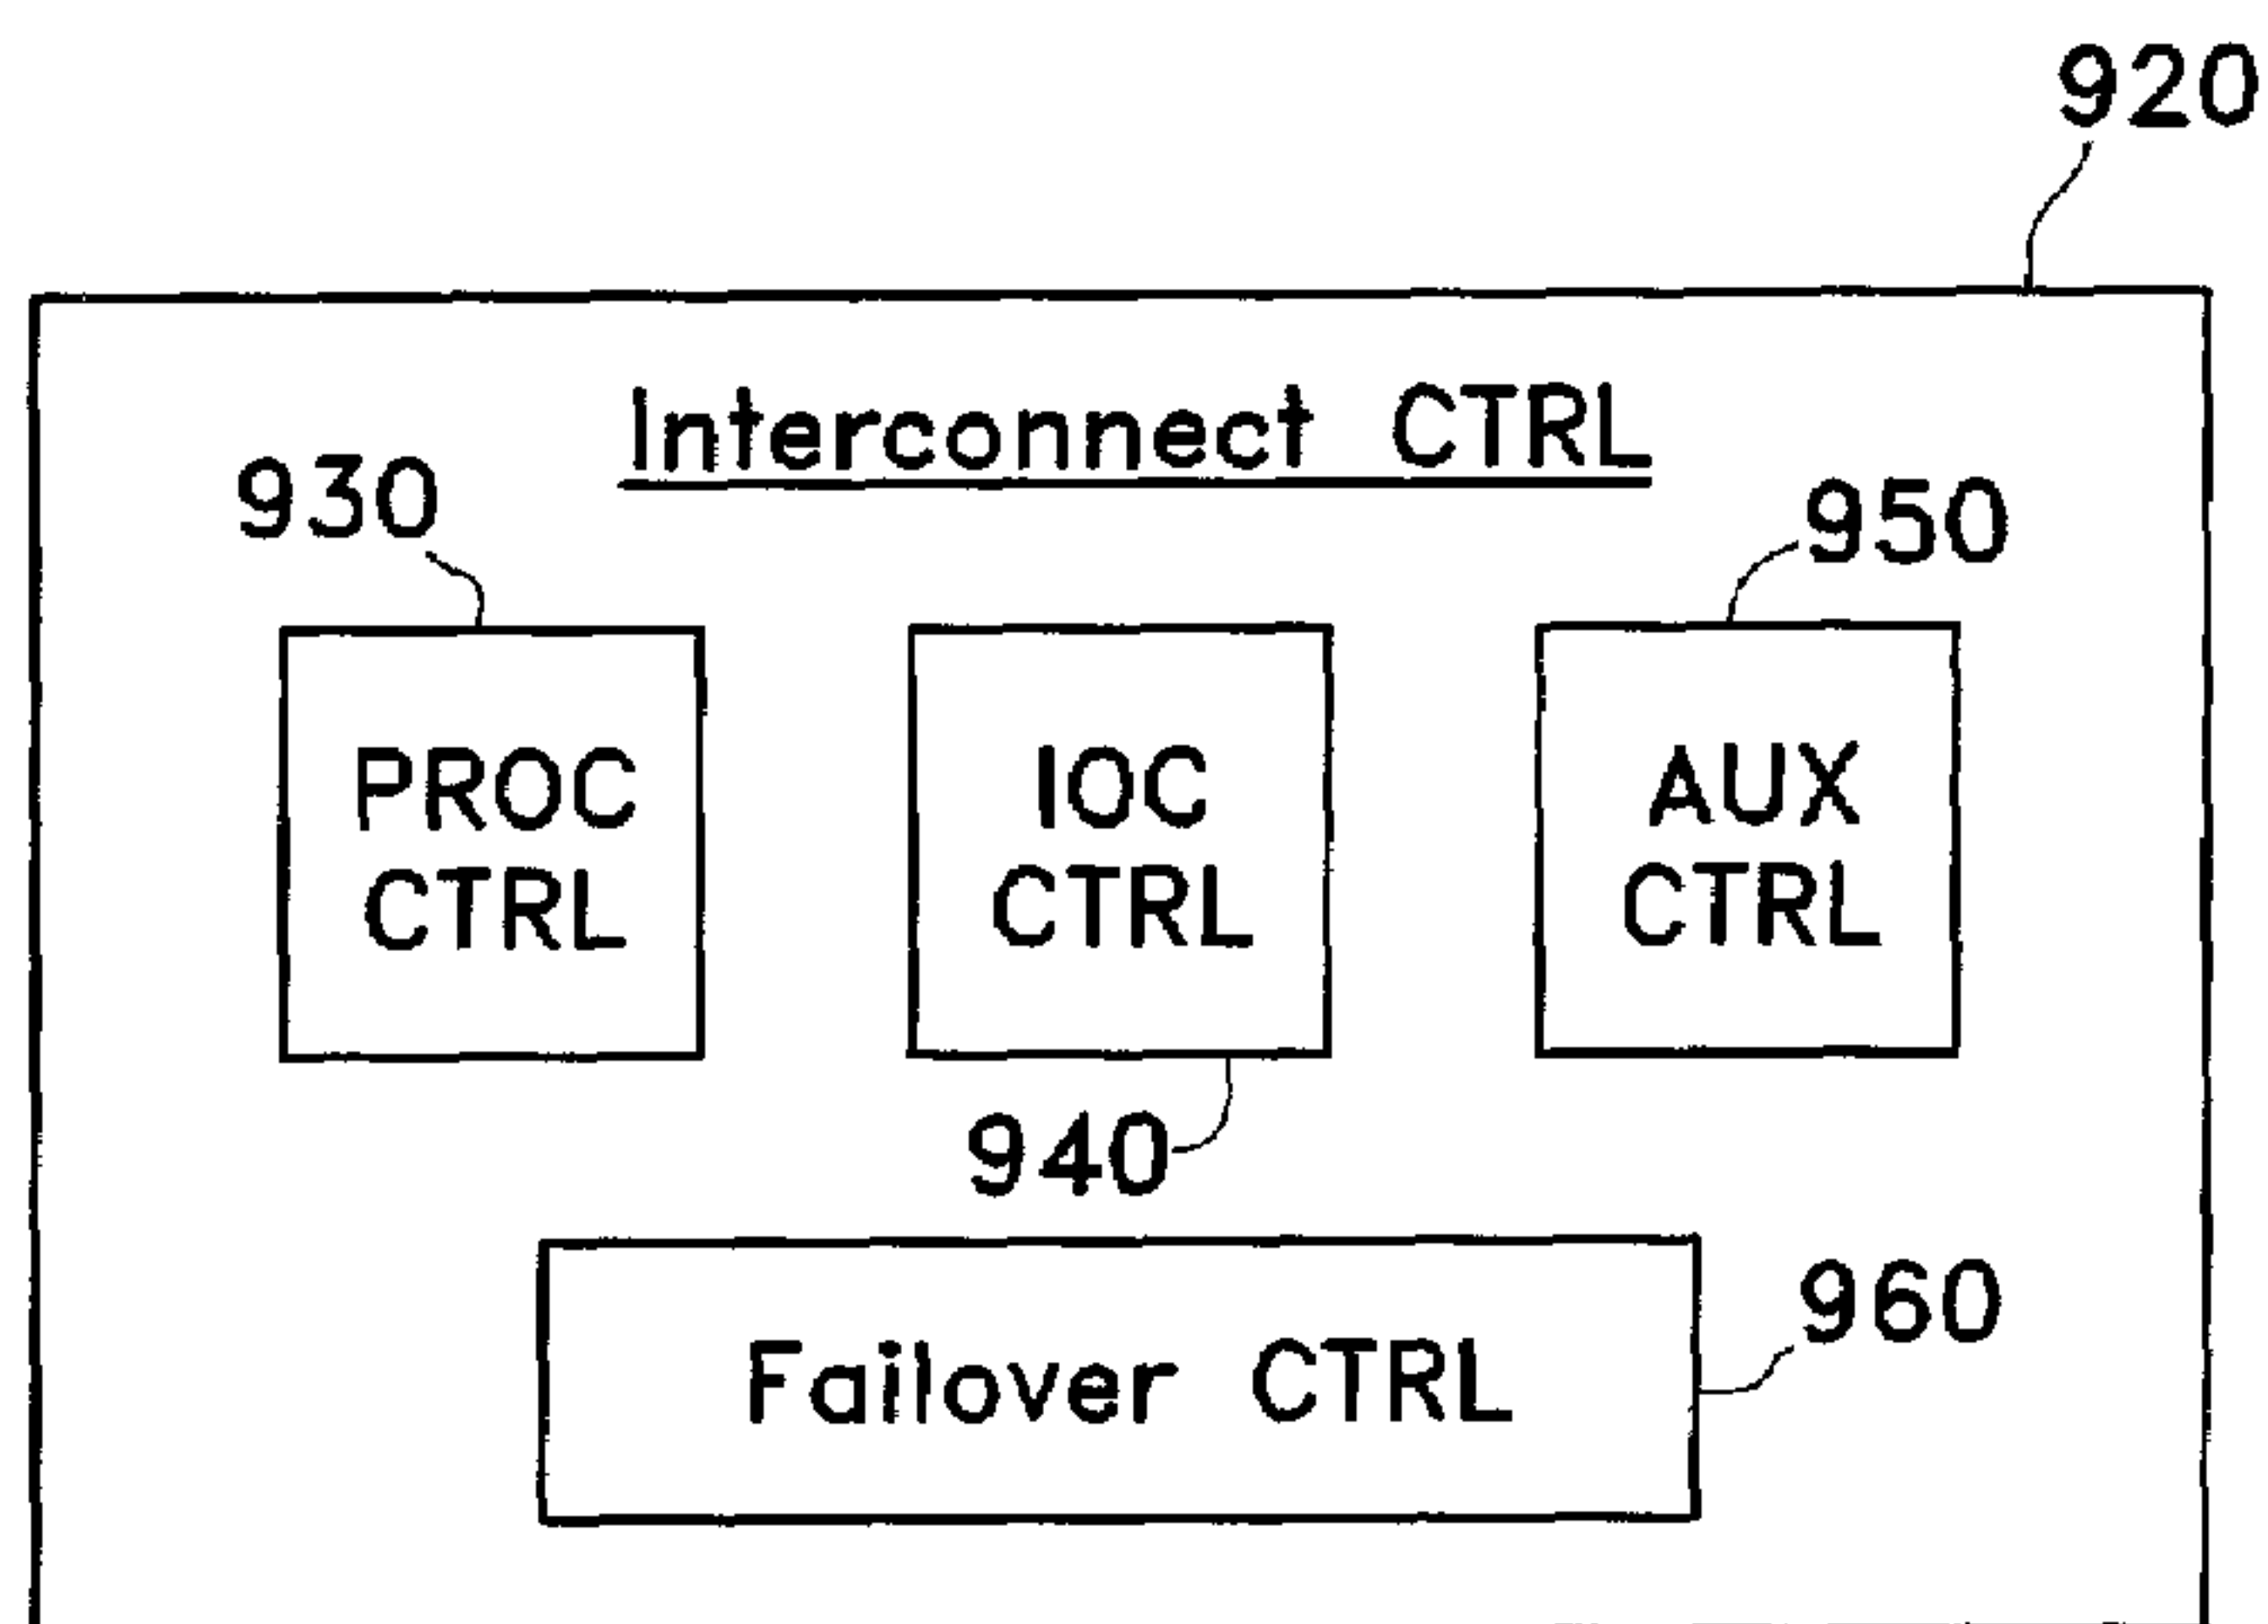 920
Interconnect CTRL
930
950
PROC
CTRL
IOC
CTRL
AUX
CTRL
940
960
Failover CTRL